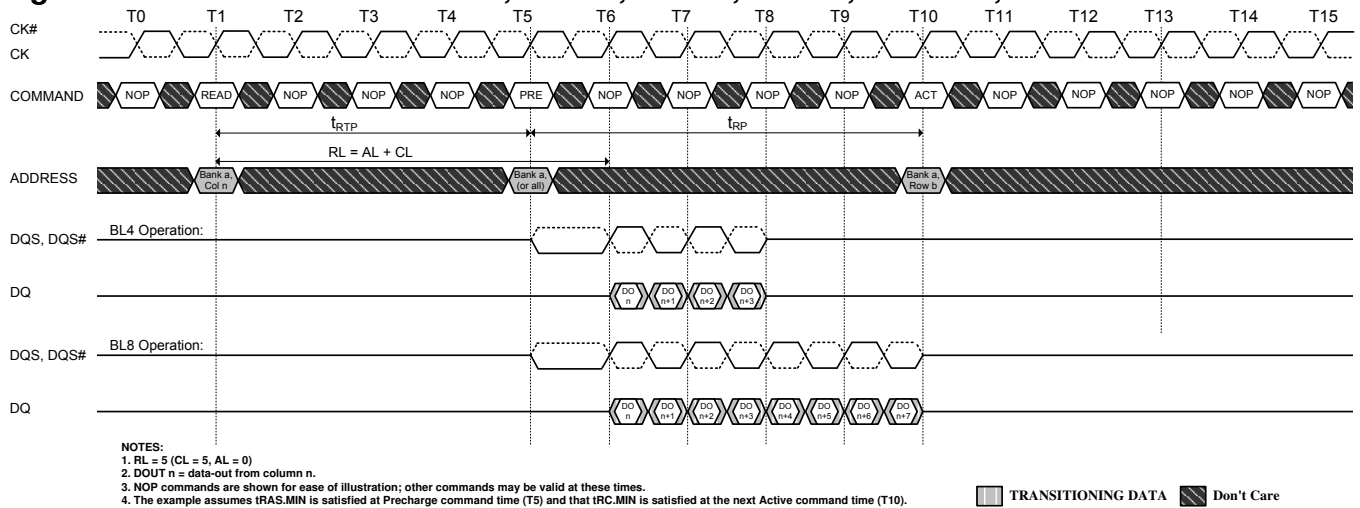 T0 T1 T2 T3 T4 T5 T6 T7 T8 T9 T10 T11 T12 T13 T14 T15
CK#
CK
COMMAND NOP READ NOP NOP NOP PRE NOP NOP NOP NOP ACT NOP NOP NOP NOP NOP
tRTP tRP
RL = AL + CL
ADDRESS
Bank a, Col n
Bank a, (or all)
Bank a, Row b
BL4 Operation:
DQS, DQS#
DQ
DO n DO n+1 DO n+2 DO n+3
BL8 Operation:
DQS, DQS#
DQ
DO n DO n+1 DO n+2 DO n+3 DO n+4 DO n+5 DO n+6 DO n+7
NOTES:
1. RL = 5 (CL = 5, AL = 0)
2. DOUT n = data-out from column n.
3. NOP commands are shown for ease of illustration; other commands may be valid at these times.
4. The example assumes tRAS.MIN is satisfied at Precharge command time (T5) and that tRC.MIN is satisfied at the next Active command time (T10).
TRANSITIONING DATA Don't Care